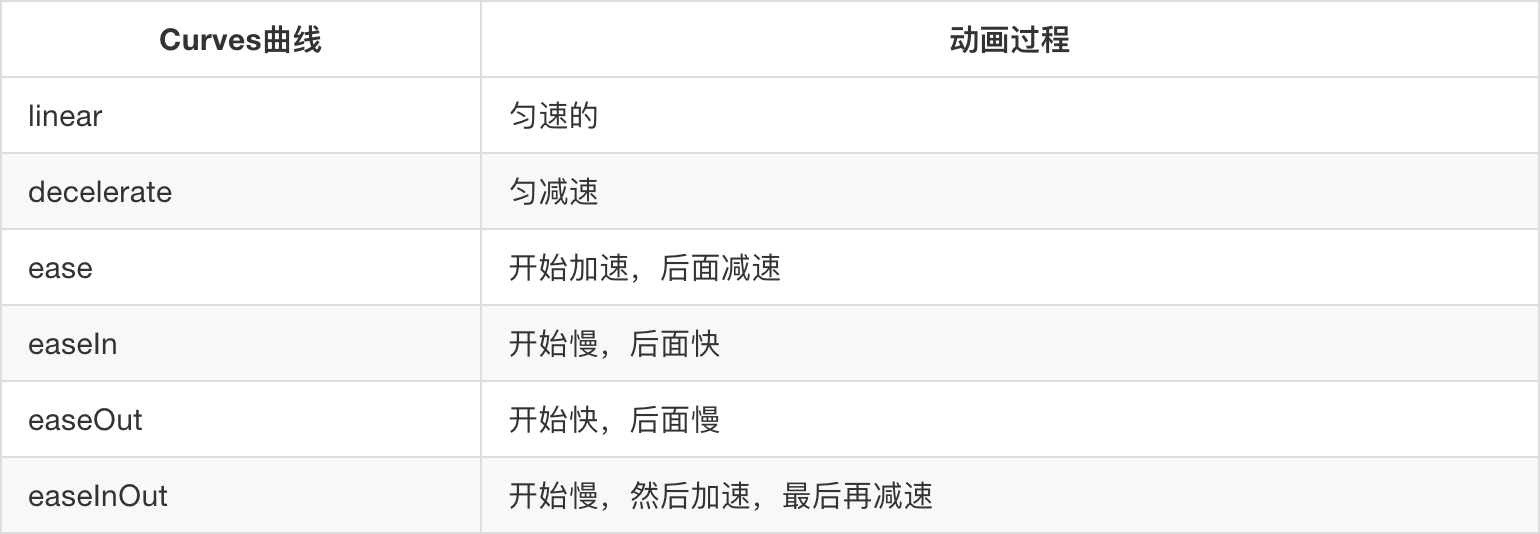 Curves曲线 动画过程
linear 匀速的
decelerate 匀减速
ease 开始加速，后面减速
easeIn 开始慢，后面快
easeOut 开始快，后面慢
easeInOut 开始慢，然后加速，最后再减速